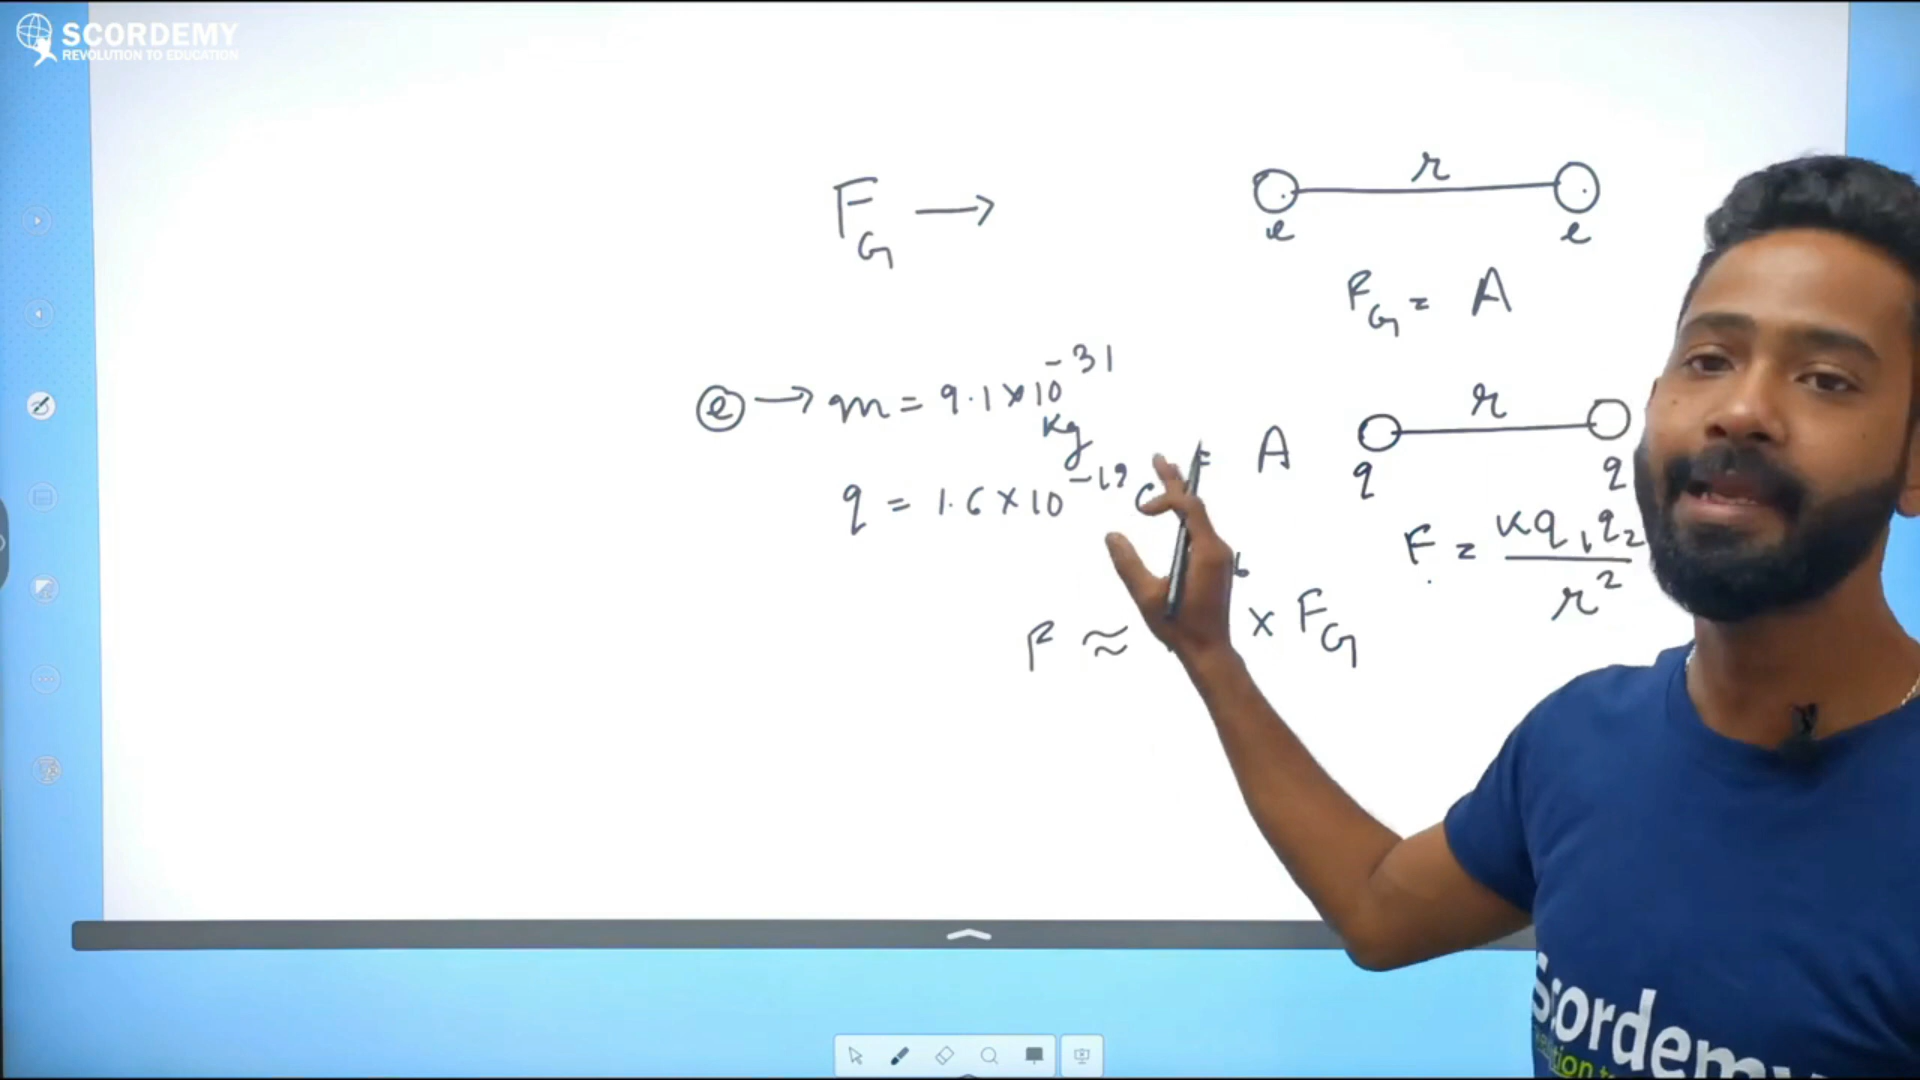 SCORDEMY
REVOLUTION TO EDUCATION
F_G →
r
e e
F_G = A
(e) → m = 9.1 × 10^-31 kg
= A
r
q q
q = 1.6 × 10^-19 C
F = Kq₁q₂ / r²
F ≈ × F_G
Scordemy